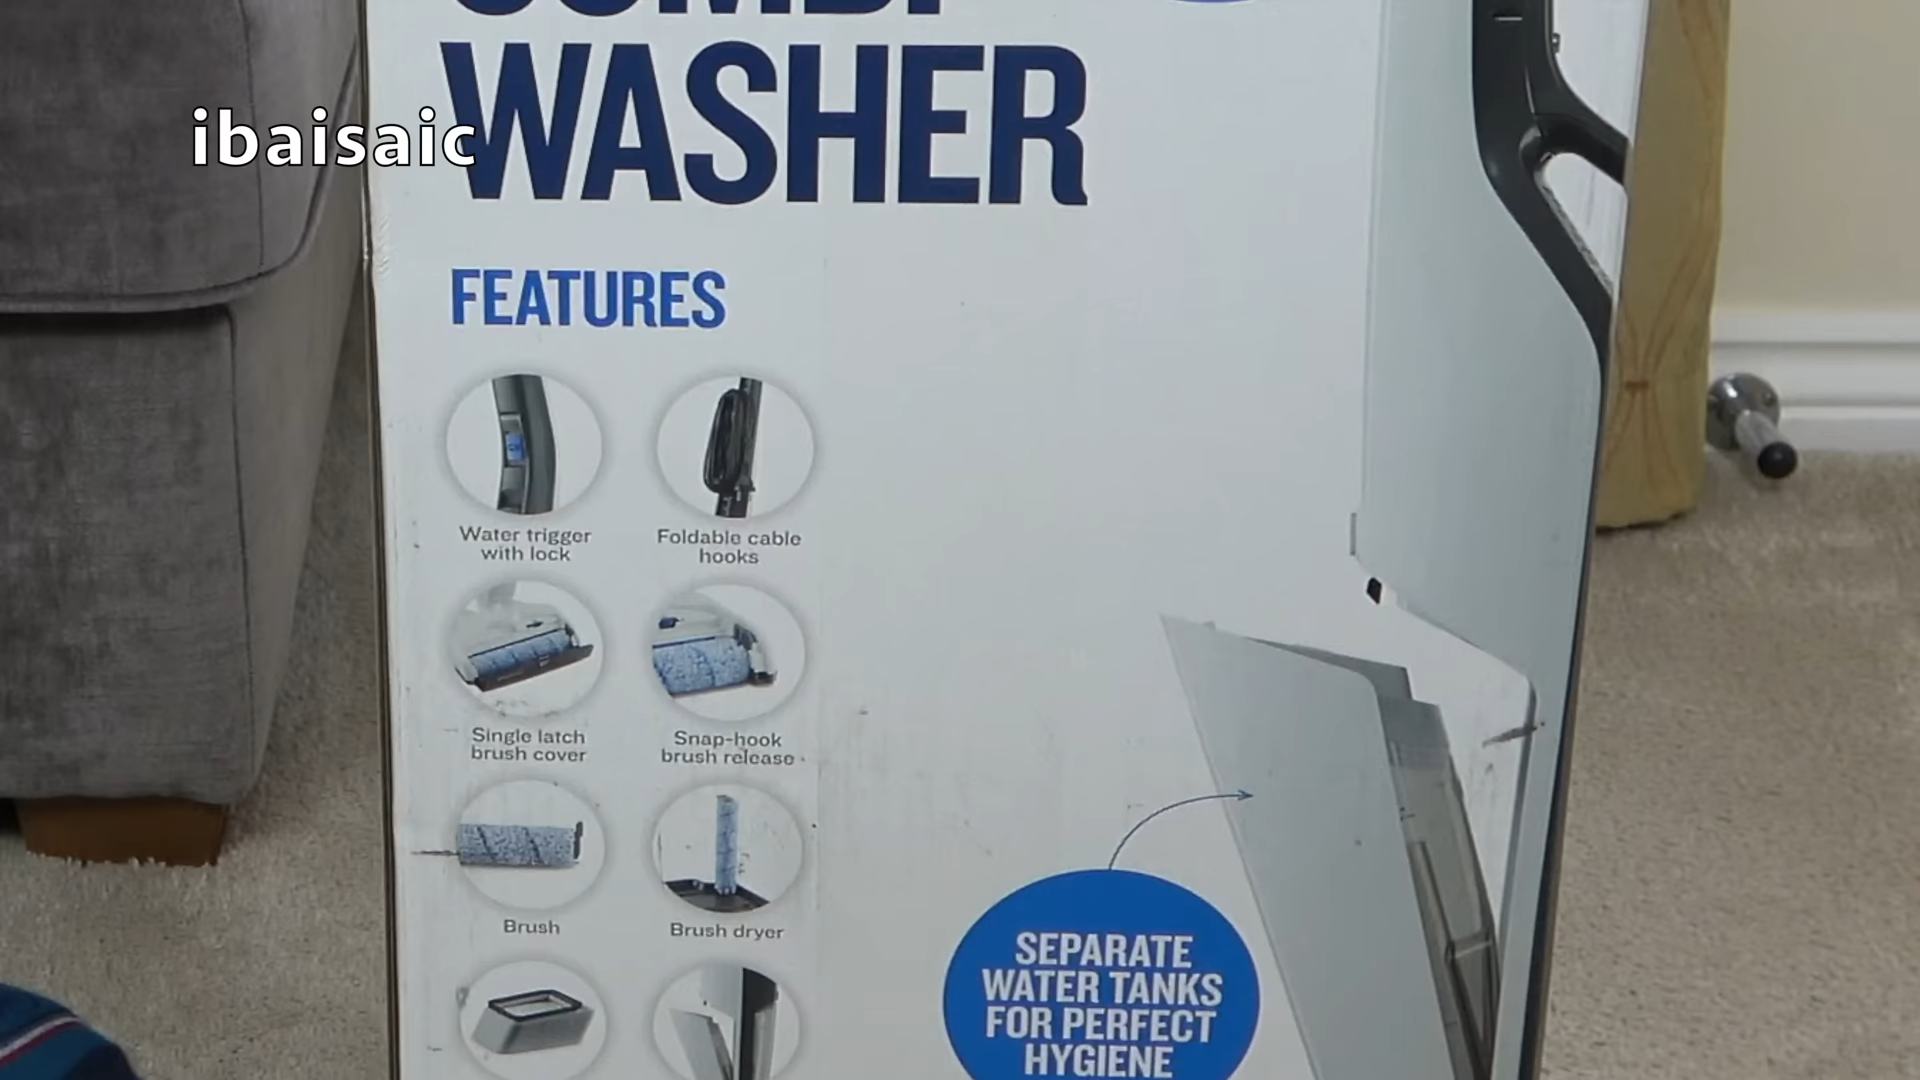 COMBI
WASHER
ibaisaic
FEATURES
Water trigger
with lock
Foldable cable
hooks
Single latch
brush cover
Snap-hook
brush release
Brush
Brush dryer
SEPARATE
WATER TANKS
FOR PERFECT
HYGIENE